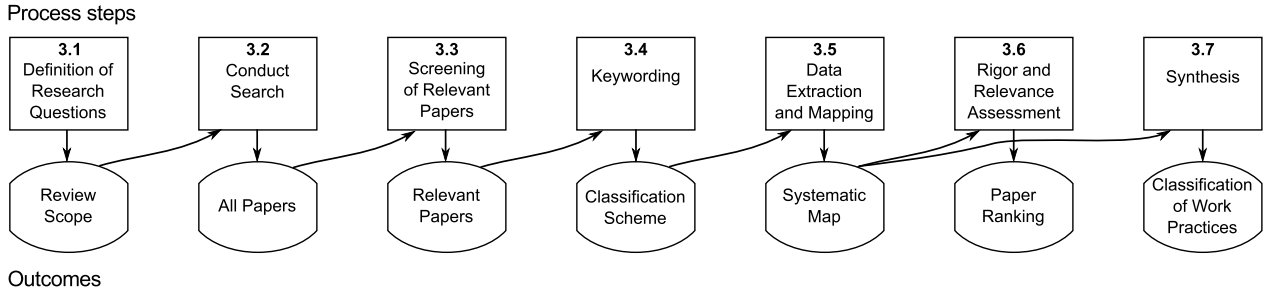 Process steps
3.1
Definition of
Research
Questions
3.2
Conduct
Search
3.3
Screening
of Relevant
Papers
3.4
Keywording
3.5
Data
Extraction
and Mapping
3.6
Rigor and
Relevance
Assessment
3.7
Synthesis
Review
Scope
All Papers
Relevant
Papers
Classification
Scheme
Systematic
Map
Paper
Ranking
Classification
of Work
Practices
Outcomes